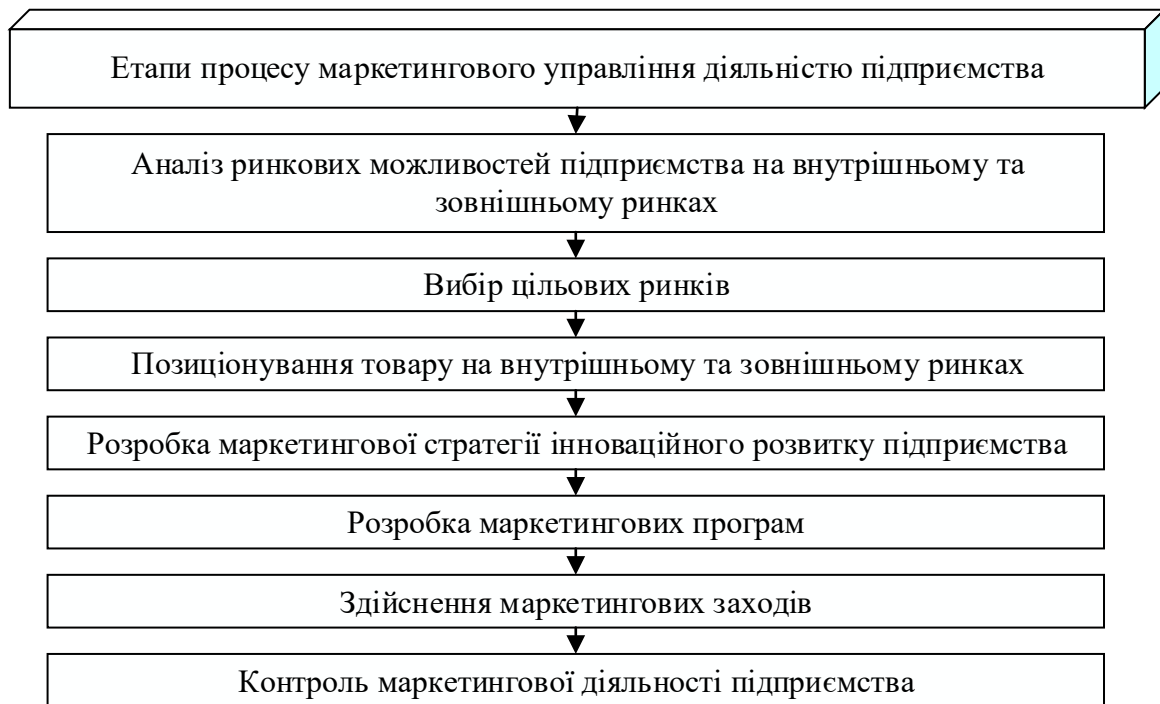 Етапи процесу маркетингового управління діяльністю підприємства
Аналіз ринкових можливостей підприємства на внутрішньому та
зовнішньому ринках
Вибір цільових ринків
Позиціонування товару на внутрішньому та зовнішньому ринках
Розробка маркетингової стратегії інноваційного розвитку підприємства
Розробка маркетингових програм
Здійснення маркетингових заходів
Контроль маркетингової діяльності підприємства